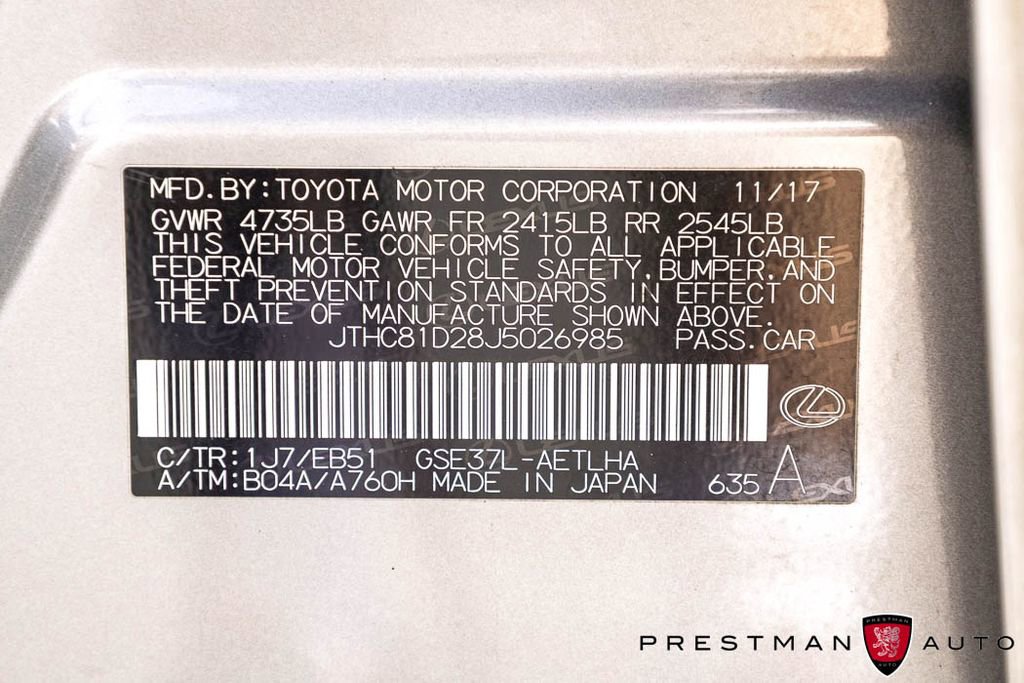 MFD.BY:TOYOTA MOTOR CORPORATION 11/17
GVWR 4735LB GAWR FR 2415LB RR 2545LB
THIS VEHICLE CONFORMS TO ALL APPLICABLE
FEDERAL MOTOR VEHICLE SAFETY,BUMPER,AND
THEFT PREVENTION STANDARDS IN EFFECT ON
THE DATE OF MANUFACTURE SHOWN ABOVE.
JTHC81D28J5026985 PASS.CAR
C/TR:1J7/EB51 GSE37L-AETLHA
A/TM:B04A/A760H MADE IN JAPAN 635 A
PRESTMAN AUTO